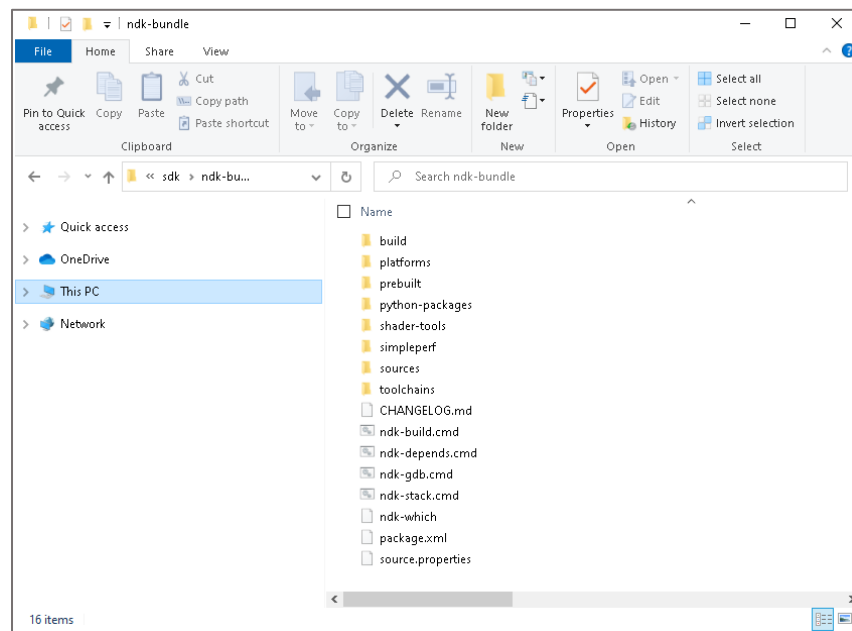 ndk-bundle
File Home Share View
Pin to Quick access
Copy
Paste
Cut
Copy path
Paste shortcut
Clipboard
Move to
Copy to
Delete
Rename
Organize
New folder
New
Properties
Open
Edit
History
Open
Select all
Select none
Invert selection
Select
« sdk › ndk-bu...
Search ndk-bundle
Quick access
OneDrive
This PC
Network
Name
build
platforms
prebuilt
python-packages
shader-tools
simpleperf
sources
toolchains
CHANGELOG.md
ndk-build.cmd
ndk-depends.cmd
ndk-gdb.cmd
ndk-stack.cmd
ndk-which
package.xml
source.properties
16 items